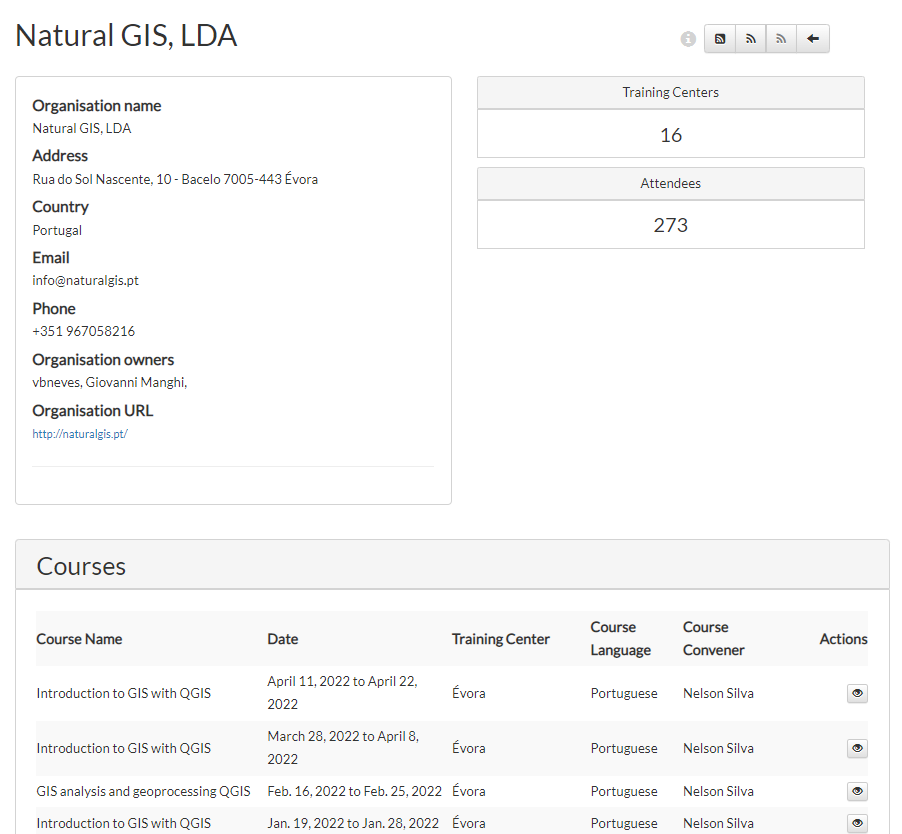 Natural GIS, LDA
Organisation name
Natural GIS, LDA
Address
Rua do Sol Nascente, 10 - Bacelo 7005-443 Évora
Country
Portugal
Email
info@naturalgis.pt
Phone
+351 967058216
Organisation owners
vbneves, Giovanni Manghi,
Organisation URL
http://naturalgis.pt/
Training Centers
16
Attendees
273
Courses
Course Name Date Training Center Course Language Course Convener Actions
Introduction to GIS with QGIS April 11, 2022 to April 22, 2022 Évora Portuguese Nelson Silva
Introduction to GIS with QGIS March 28, 2022 to April 8, 2022 Évora Portuguese Nelson Silva
GIS analysis and geoprocessing QGIS Feb. 16, 2022 to Feb. 25, 2022 Évora Portuguese Nelson Silva
Introduction to GIS with QGIS Jan. 19, 2022 to Jan. 28, 2022 Évora Portuguese Nelson Silva